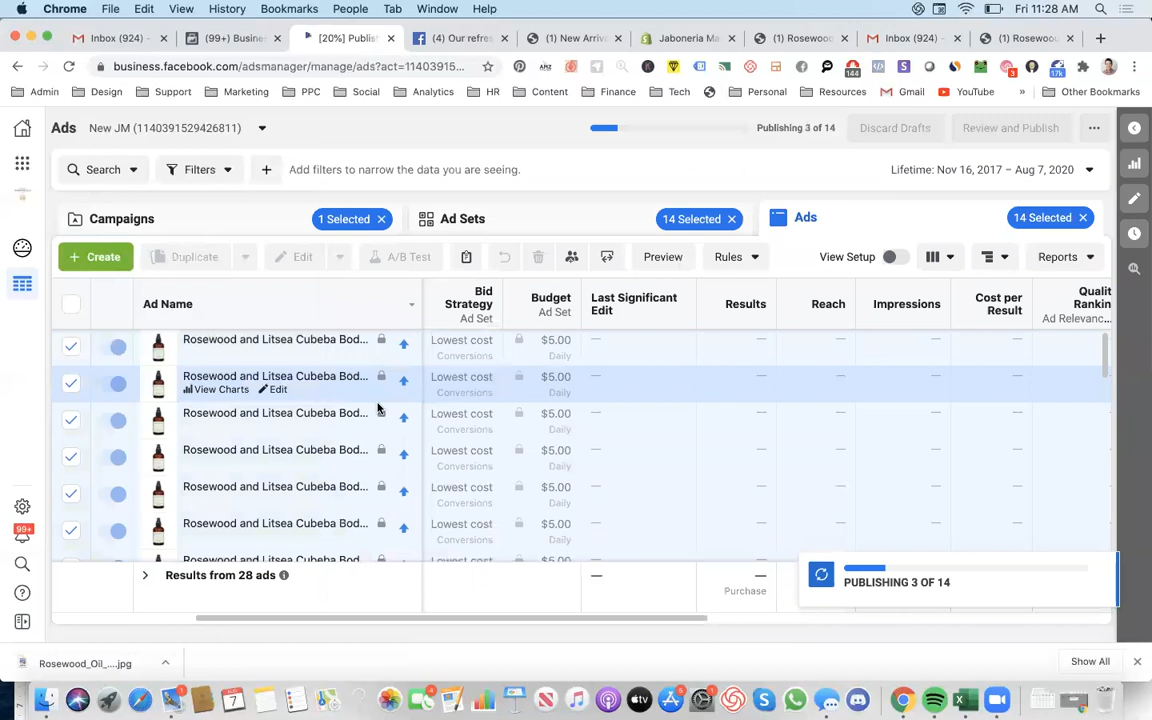 Chrome File Edit View History Bookmarks People Tab Window Help Fri 11:28 AM
Inbox (924) - (99+) Busine [20%] Publis (4) Our refres (1) New Arriva Jaboneria Ma (1) Rosewoo Inbox (924) - (1) Rosewoo
business.facebook.com/adsmanager/manage/ads?act=11403915... 144 3 17k
Admin Design Support Marketing PPC Social Analytics HR Content Finance Tech Personal Resources Gmail YouTube » Other Bookmarks
Ads New JM (1140391529426811) Publishing 3 of 14 Discard Drafts Review and Publish
Search Filters Add filters to narrow the data you are seeing. Lifetime: Nov 16, 2017 – Aug 7, 2020
Campaigns 1 Selected Ad Sets 14 Selected Ads 14 Selected
+ Create Duplicate Edit A/B Test Preview Rules View Setup Reports
Ad Name Bid Strategy Ad Set Budget Ad Set Last Significant Edit Results Reach Impressions Cost per Result Qualit Rankin Ad Relevanc...
Rosewood and Litsea Cubeba Bod... Lowest cost $5.00 — — — — —
Conversions Daily
Rosewood and Litsea Cubeba Bod... Lowest cost $5.00 — — — — —
View Charts Edit Conversions Daily
Rosewood and Litsea Cubeba Bod... Lowest cost $5.00 — — — — —
Conversions Daily
Rosewood and Litsea Cubeba Bod... Lowest cost $5.00 — — — — —
Conversions Daily
Rosewood and Litsea Cubeba Bod... Lowest cost $5.00 — — — — —
Conversions Daily
Rosewood and Litsea Cubeba Bod... Lowest cost $5.00 — — — — —
Conversions Daily
Rosewood and Litsea Cubeba Bod...
99+
Results from 28 ads — —
Purchase
PUBLISHING 3 OF 14
Rosewood_Oil_....jpg Show All